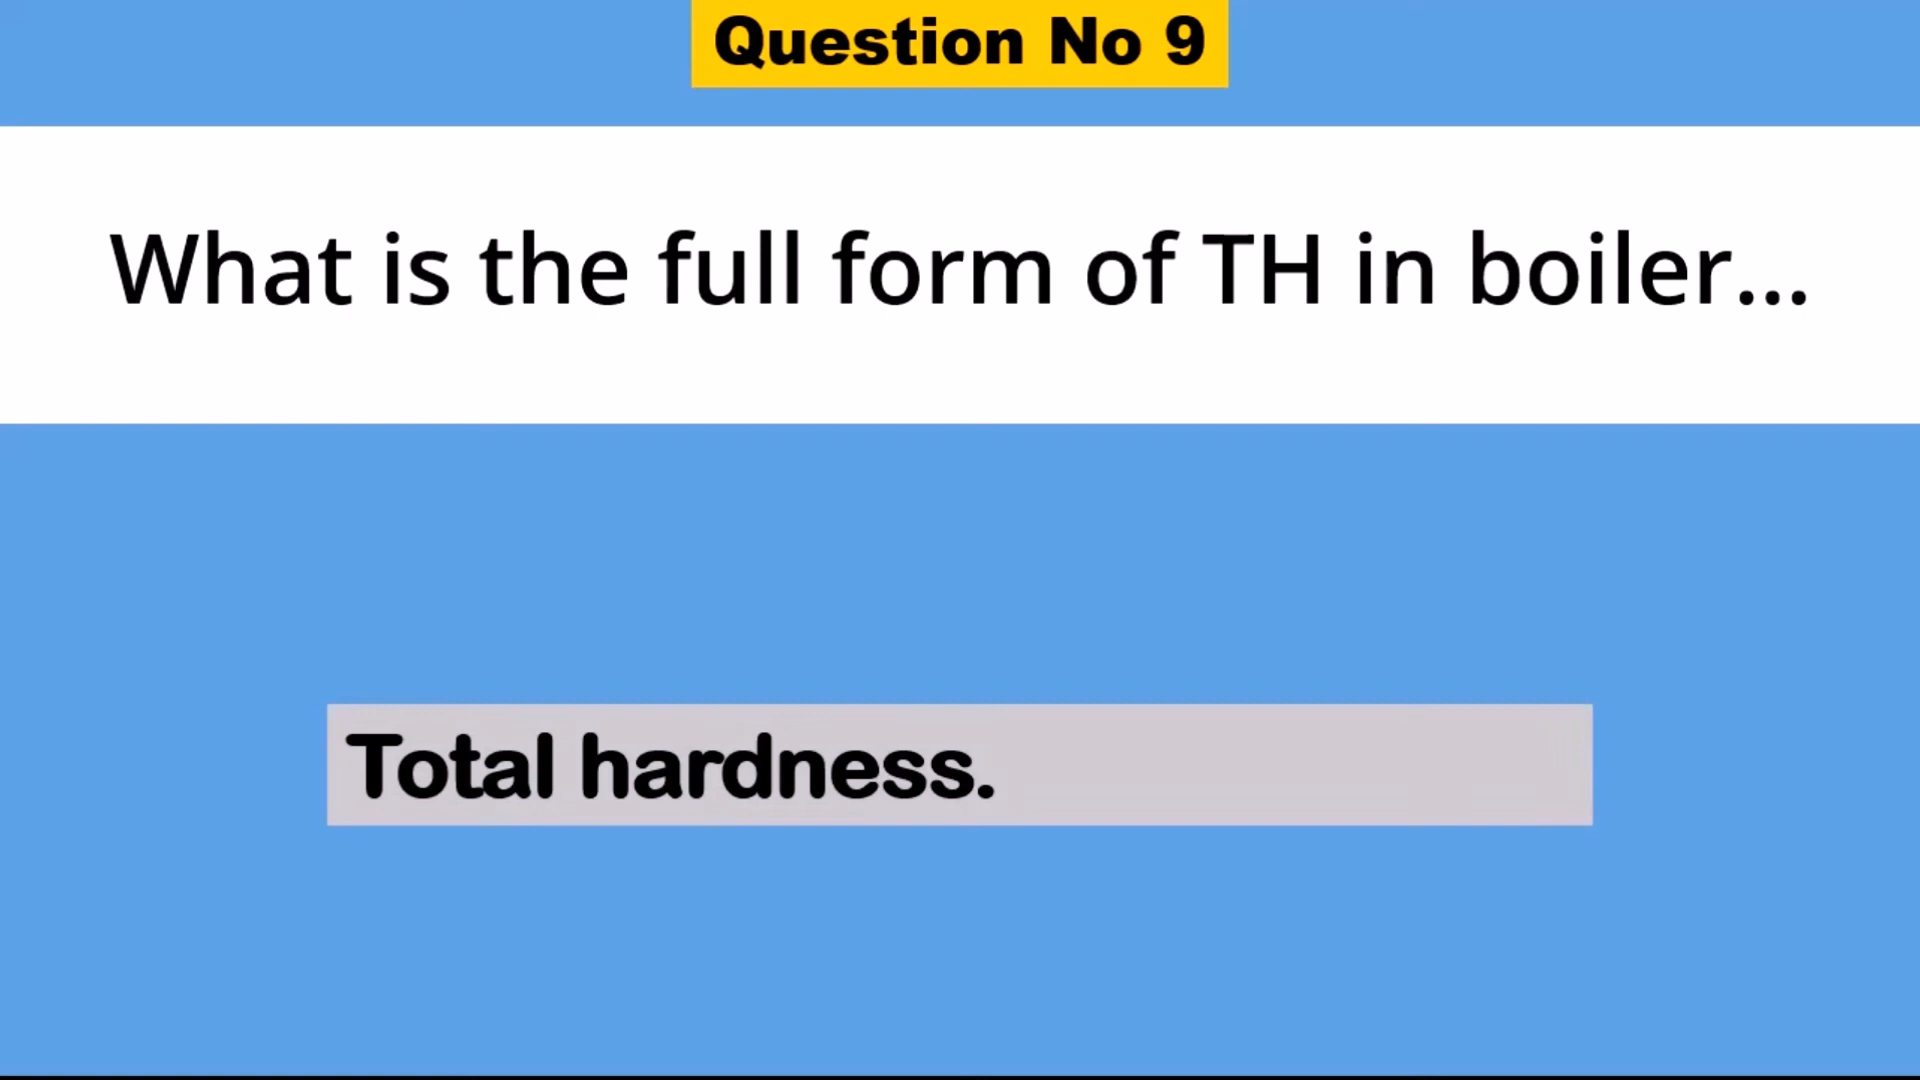 Question No 9
What is the full form of TH in boiler...
Total hardness.